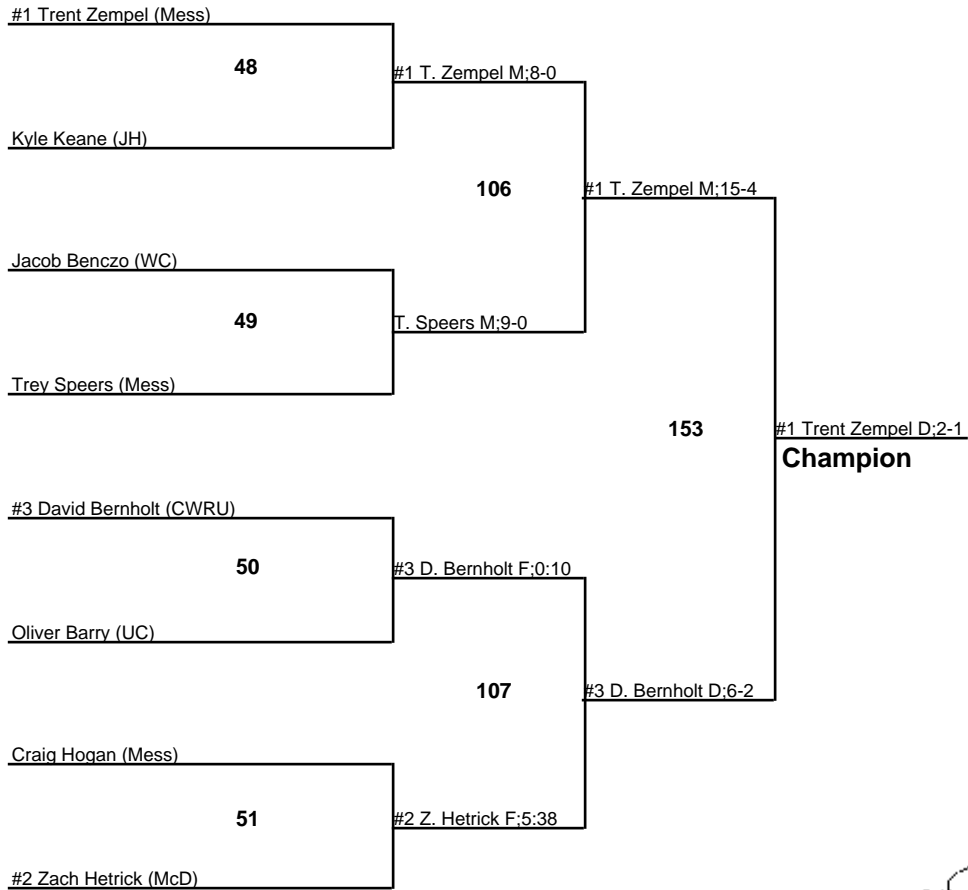 #1 Trent Zempel (Mess)
48
#1 T. Zempel M;8-0
Kyle Keane (JH)
106
#1 T. Zempel M;15-4
Jacob Benczo (WC)
49
T. Speers M;9-0
Trey Speers (Mess)
153
#1 Trent Zempel D;2-1
Champion
#3 David Bernholt (CWRU)
50
#3 D. Bernholt F;0:10
Oliver Barry (UC)
107
#3 D. Bernholt D;6-2
Craig Hogan (Mess)
51
#2 Z. Hetrick F;5:38
#2 Zach Hetrick (McD)